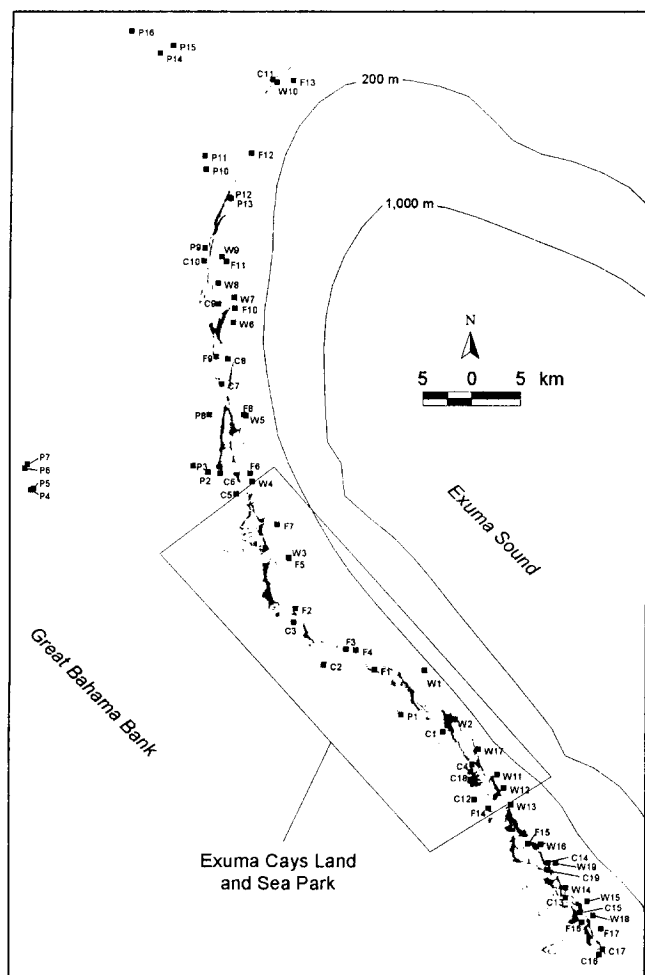 P16
P15
P14
C11
F13
W10
200 m
P11
F12
P10
P12
P13
1,000 m
P9
W9
C10
F11
W8
W7
C9
F10
W6
N
F9
C8
5 0 5 km
C7
P8
F8
W5
P7
P6
P3
F6
P2
C6
W4
P5
P4
C5
Exuma Sound
F7
W3
F5
F2
C3
F3
F4
C2
F1
W1
Great Bahama Bank
P1
W2
C1
W17
C4
C18
W11
W12
C12
F14
W13
F15
W16
Exuma Cays Land
and Sea Park
C14
W19
C19
W14
C13
W15
C15
W18
F16
F17
C17
C16